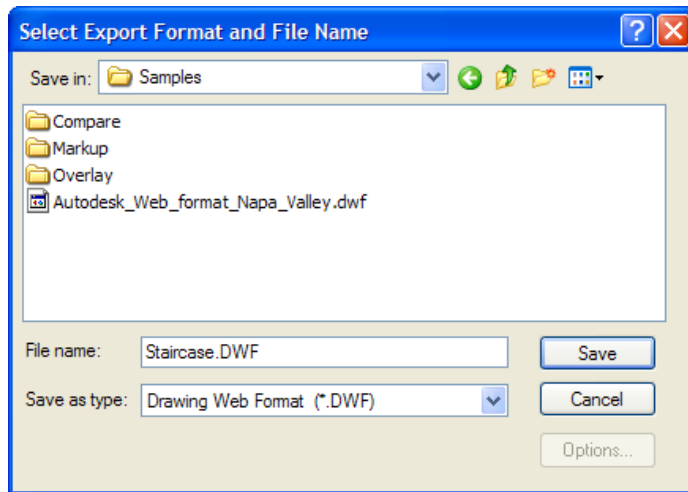 Select Export Format and File Name
Save in: Samples
Compare
Markup
Overlay
Autodesk_Web_format_Napa_Valley.dwf
File name: Staircase.DWF Save
Save as type: Drawing Web Format (*.DWF) Cancel
Options...